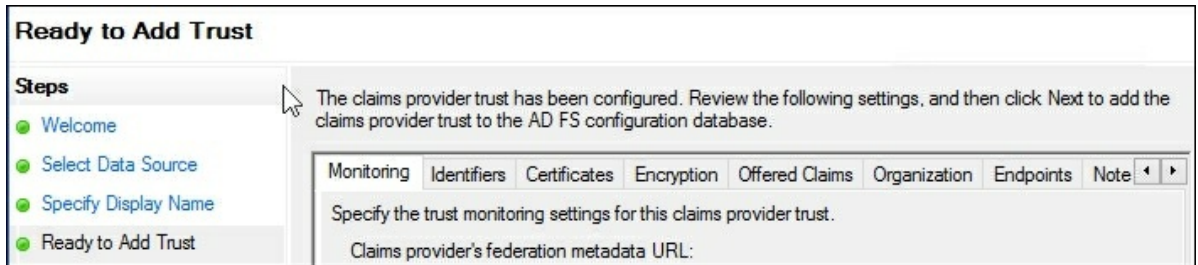 Ready to Add Trust
Steps
Welcome
Select Data Source
Specify Display Name
Ready to Add Trust
The claims provider trust has been configured. Review the following settings, and then click Next to add the
claims provider trust to the AD FS configuration database.
Monitoring Identifiers Certificates Encryption Offered Claims Organization Endpoints Note
Specify the trust monitoring settings for this claims provider trust.
Claims provider's federation metadata URL: